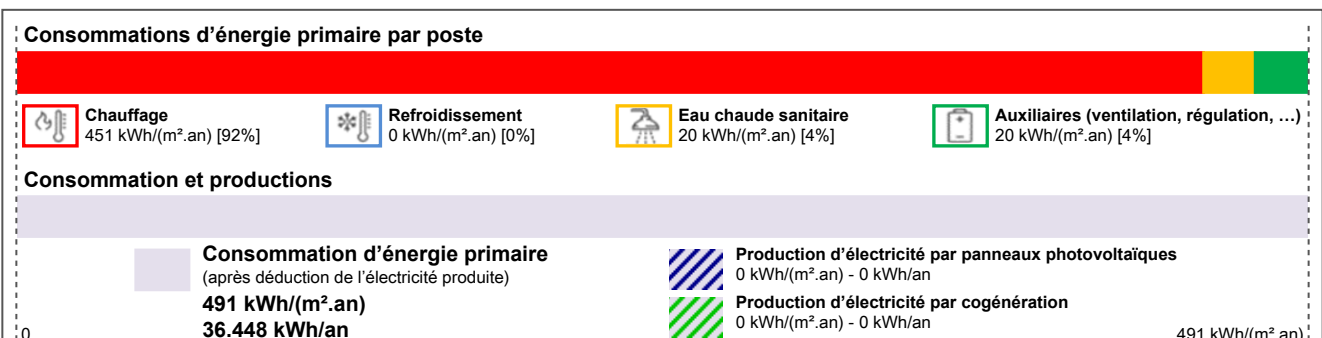 Consommations d'énergie primaire par poste
Chauffage
451 kWh/(m².an) [92%]
Refroidissement
0 kWh/(m².an) [0%]
Eau chaude sanitaire
20 kWh/(m².an) [4%]
Auxiliaires (ventilation, régulation, …)
20 kWh/(m².an) [4%]
Consommation et productions
Consommation d'énergie primaire
(après déduction de l'électricité produite)
491 kWh/(m².an)
36.448 kWh/an
Production d'électricité par panneaux photovoltaïques
0 kWh/(m².an) - 0 kWh/an
Production d'électricité par cogénération
0 kWh/(m².an) - 0 kWh/an
0
491 kWh/(m².an)